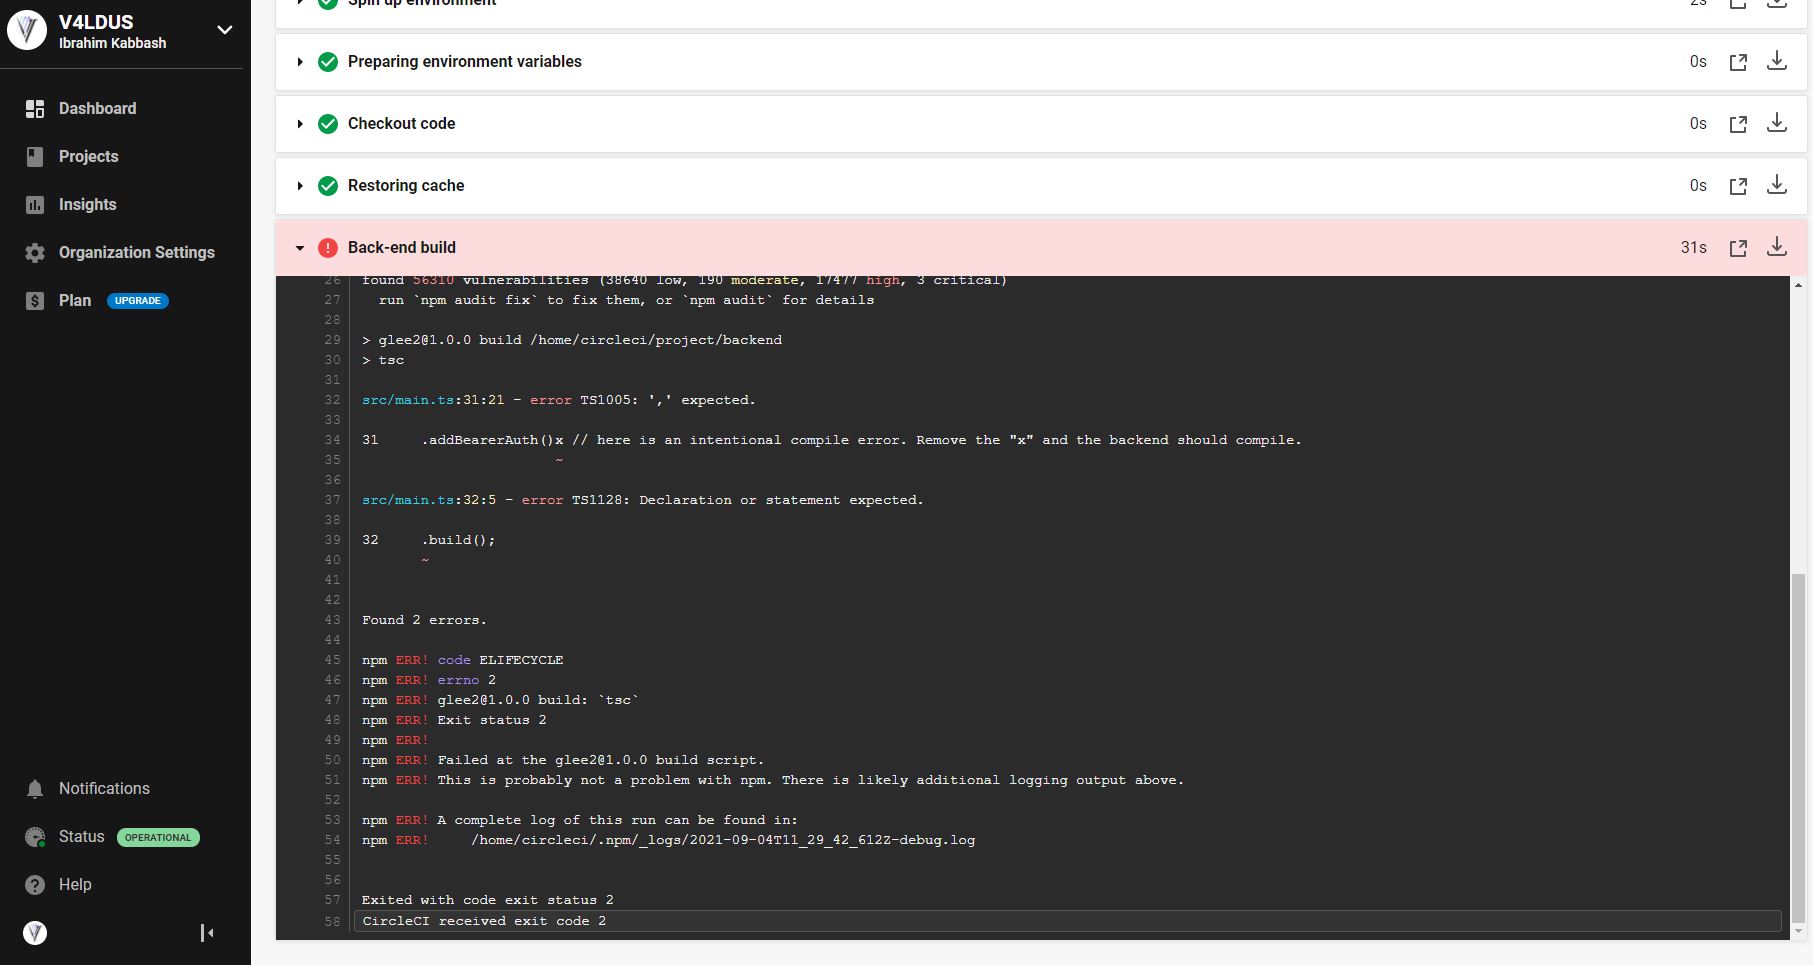 V4LDUS
Ibrahim Kabbash
Dashboard
Projects
Insights
Organization Settings
Plan UPGRADE
Notifications
Status OPERATIONAL
Help
Spin up environment 2s
Preparing environment variables 0s
Checkout code 0s
Restoring cache 0s
Back-end build 31s
26 found 56310 vulnerabilities (38640 low, 190 moderate, 17477 high, 3 critical)
27 run `npm audit fix` to fix them, or `npm audit` for details
28
29 > glee2@1.0.0 build /home/circleci/project/backend
30 > tsc
31
32 src/main.ts:31:21 - error TS1005: ',' expected.
33
34 31 .addBearerAuth()x // here is an intentional compile error. Remove the "x" and the backend should compile.
35 ~
36
37 src/main.ts:32:5 - error TS1128: Declaration or statement expected.
38
39 32 .build();
40 ~
41
42
43 Found 2 errors.
44
45 npm ERR! code ELIFECYCLE
46 npm ERR! errno 2
47 npm ERR! glee2@1.0.0 build: `tsc`
48 npm ERR! Exit status 2
49 npm ERR!
50 npm ERR! Failed at the glee2@1.0.0 build script.
51 npm ERR! This is probably not a problem with npm. There is likely additional logging output above.
52
53 npm ERR! A complete log of this run can be found in:
54 npm ERR! /home/circleci/.npm/_logs/2021-09-04T11_29_42_612Z-debug.log
55
56
57 Exited with code exit status 2
58 CircleCI received exit code 2